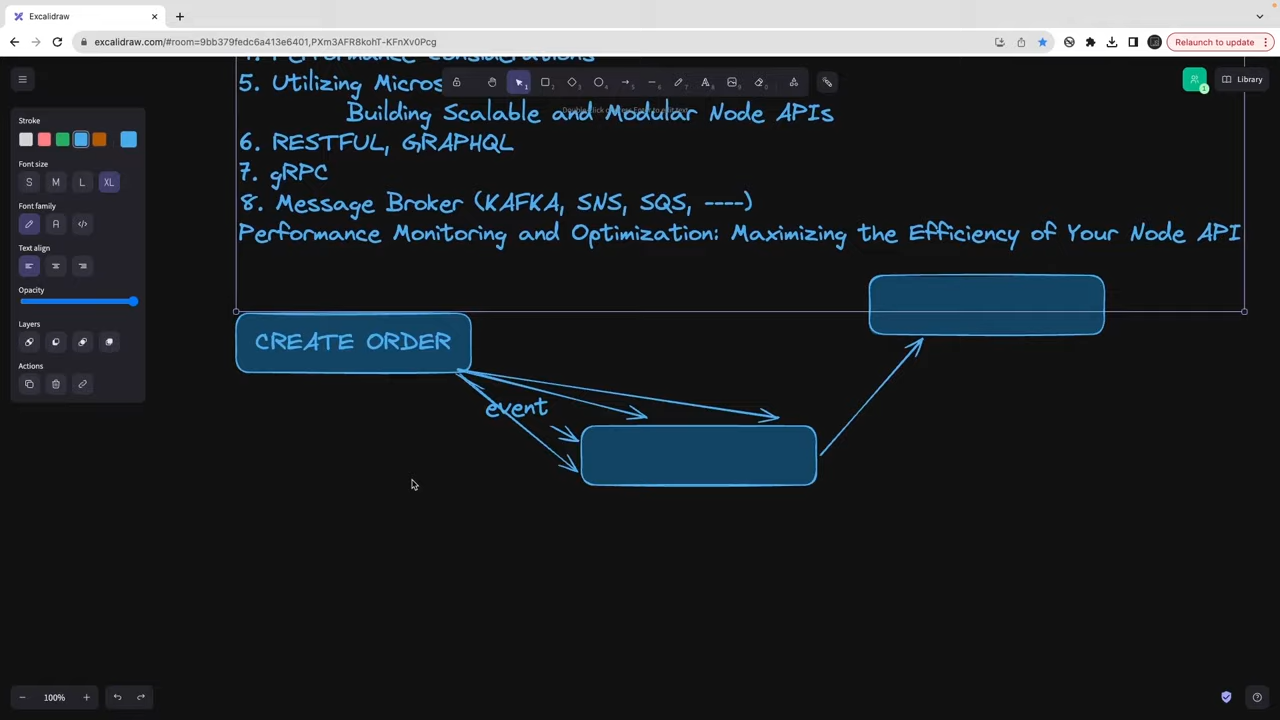 Excalidraw
excalidraw.com/#room=9bb379fedc6a413e6401,PXm3AFR8kohT-KFnXv0Pcg
Relaunch to update
Library
1
Performance Considerations
5. Utilizing Micros
Building Scalable and Modular Node APIs
6. RESTFUL, GRAPHQL
7. gRPC
8. Message Broker (KAFKA, SNS, SQS, ----)
Performance Monitoring and Optimization: Maximizing the Efficiency of Your Node API
CREATE ORDER
event
Stroke
Font size
S M L XL
Font family
A
Text align
Opacity
Layers
Actions
100%